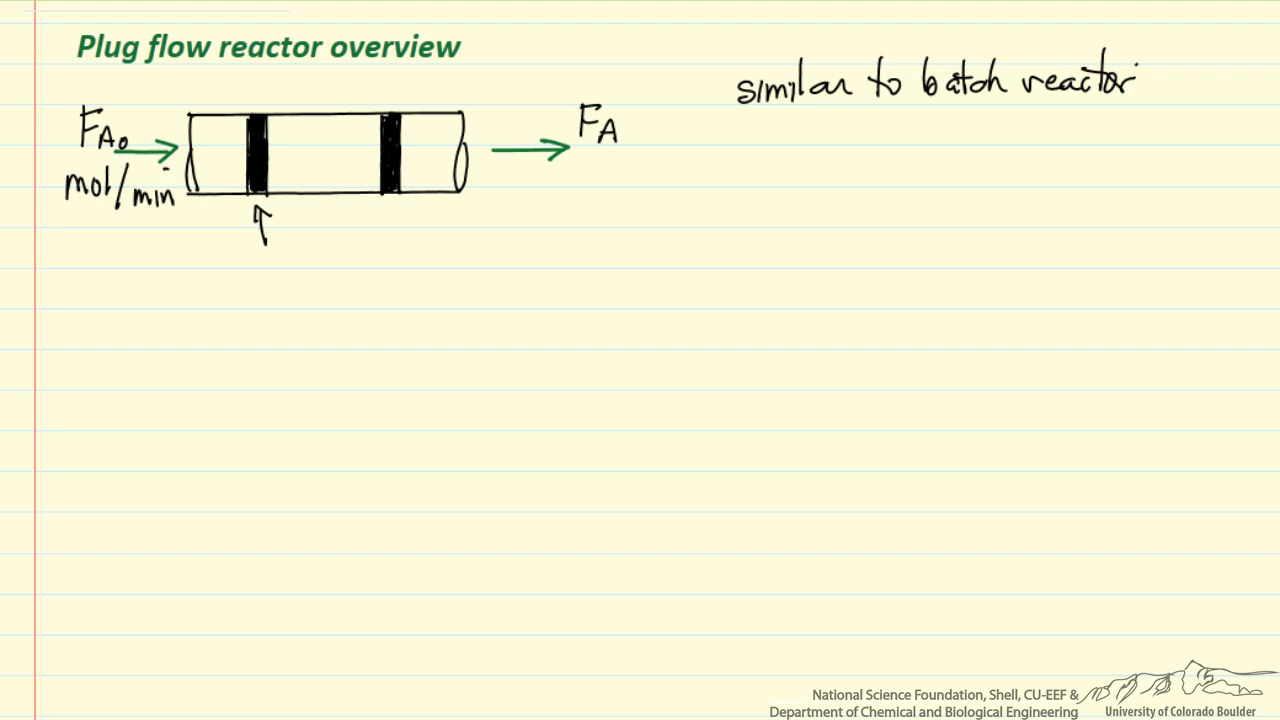 Plug flow reactor overview
similar to batch reactor
FA0
mol/min
FA
National Science Foundation, Shell, CU-EEF &
Department of Chemical and Biological Engineering
University of Colorado Boulder